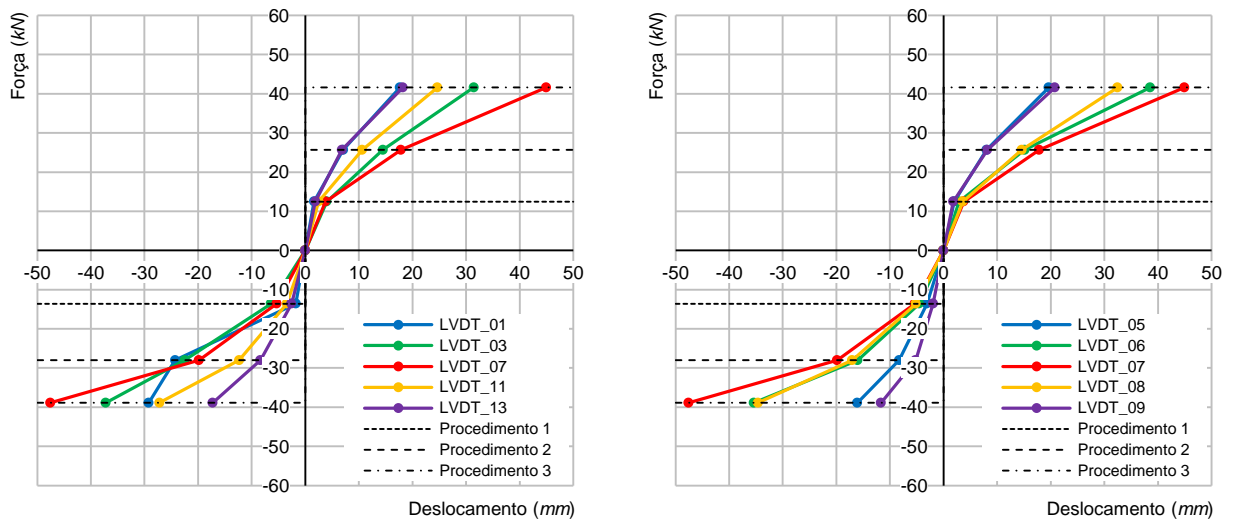 Força (kN)
60
50
40
30
20
10
0
-10
-20
-30
-40
-50
-60
-50 -40 -30 -20 -10 0 10 20 30 40 50
LVDT_01
LVDT_03
LVDT_07
LVDT_11
LVDT_13
Procedimento 1
Procedimento 2
Procedimento 3
Deslocamento (mm)
Força (kN)
60
50
40
30
20
10
0
-10
-20
-30
-40
-50
-60
-50 -40 -30 -20 -10 0 10 20 30 40 50
LVDT_05
LVDT_06
LVDT_07
LVDT_08
LVDT_09
Procedimento 1
Procedimento 2
Procedimento 3
Deslocamento (mm)